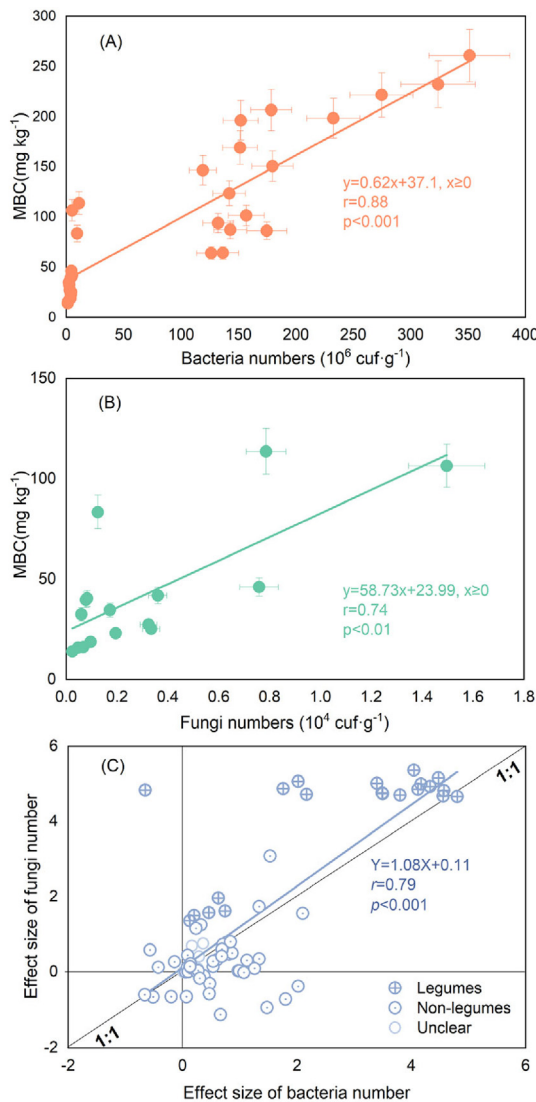 (A)
300
250
200
150
100
50
0
MBC(mg kg⁻¹)
y=0.62x+37.1, x≥0
r=0.88
p<0.001
0 50 100 150 200 250 300 350 400
Bacteria numbers (10⁶ cuf·g⁻¹)
(B)
150
100
50
0
MBC(mg kg⁻¹)
y=58.73x+23.99, x≥0
r=0.74
p<0.01
0.0 0.2 0.4 0.6 0.8 1.0 1.2 1.4 1.6 1.8
Fungi numbers (10⁴ cuf·g⁻¹)
(C)
6
4
2
0
-2
Effect size of fungi number
1:1
Y=1.08X+0.11
r=0.79
p<0.001
Legumes
Non-legumes
Unclear
1:1
-2 0 2 4 6
Effect size of bacteria number